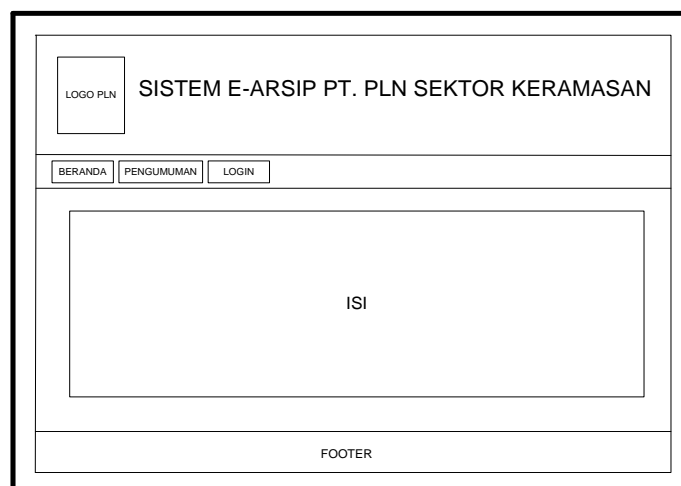 LOGO PLN
SISTEM E-ARSIP PT. PLN SEKTOR KERAMASAN
BERANDA
PENGUMUMAN
LOGIN
ISI
FOOTER